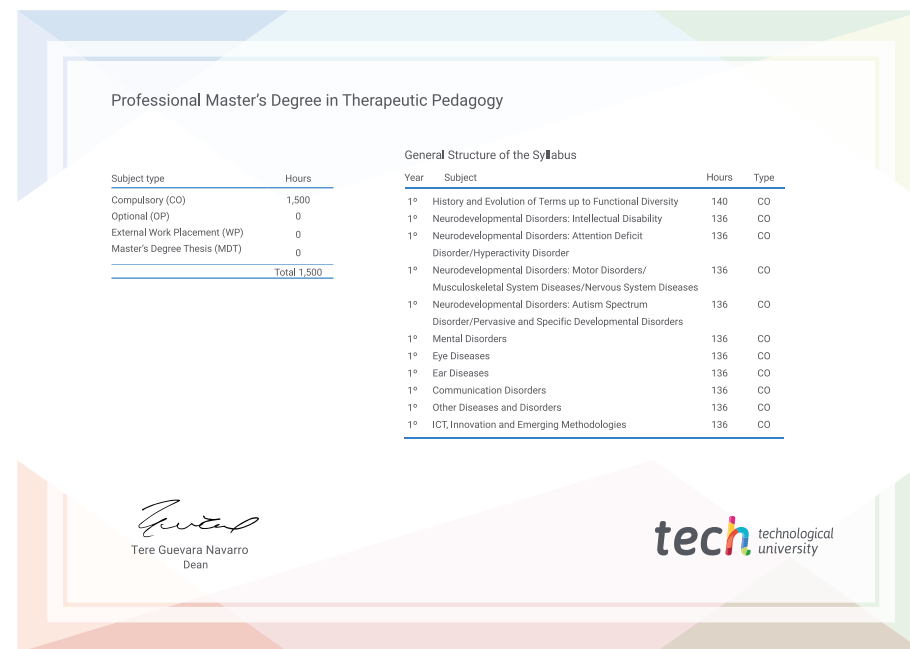 Professional Master's Degree in Therapeutic Pedagogy
Subject type Hours
Compulsory (CO) 1,500
Optional (OP) 0
External Work Placement (WP) 0
Master's Degree Thesis (MDT) 0
Total 1,500
General Structure of the Syllabus
Year Subject Hours Type
1º History and Evolution of Terms up to Functional Diversity 140 CO
1º Neurodevelopmental Disorders: Intellectual Disability 136 CO
1º Neurodevelopmental Disorders: Attention Deficit 136 CO
Disorder/Hyperactivity Disorder
1º Neurodevelopmental Disorders: Motor Disorders/ 136 CO
Musculoskeletal System Diseases/Nervous System Diseases
1º Neurodevelopmental Disorders: Autism Spectrum 136 CO
Disorder/Pervasive and Specific Developmental Disorders
1º Mental Disorders 136 CO
1º Eye Diseases 136 CO
1º Ear Diseases 136 CO
1º Communication Disorders 136 CO
1º Other Diseases and Disorders 136 CO
1º ICT, Innovation and Emerging Methodologies 136 CO
Tere Guevara Navarro
Dean
tech technological
university